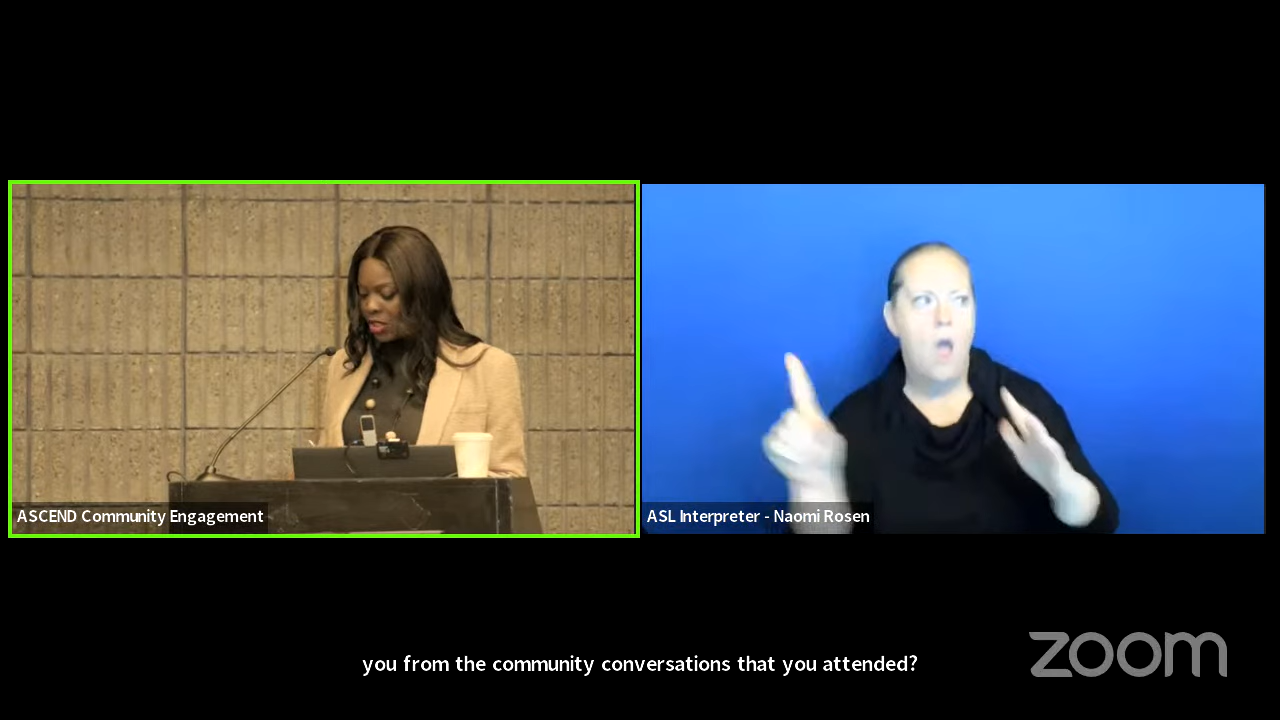 ASCEND Community Engagement
ASL Interpreter - Naomi Rosen
you from the community conversations that you attended?
zoom